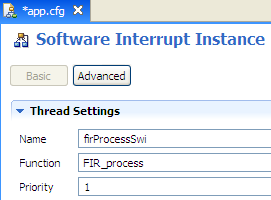 *app.cfg
Software Interrupt Instance
Basic Advanced
Thread Settings
Name firProcessSwi
Function FIR_process
Priority 1